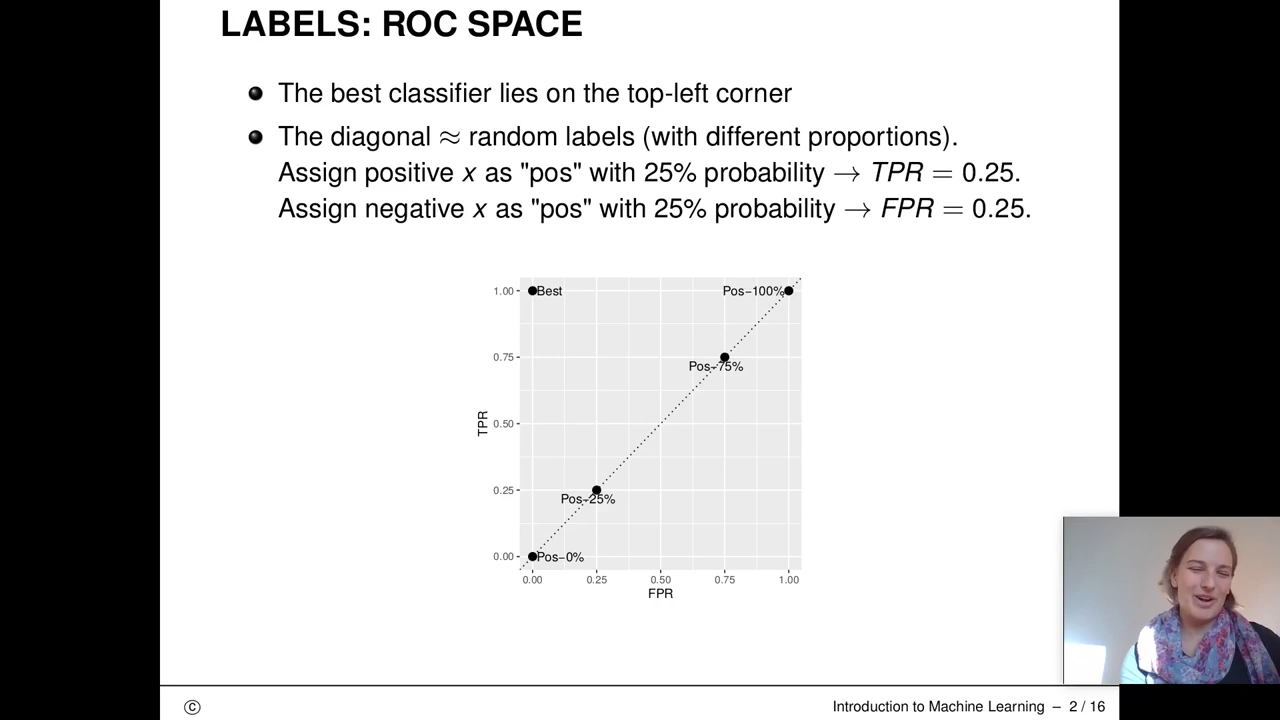 LABELS: ROC SPACE
The best classifier lies on the top-left corner
The diagonal ≈ random labels (with different proportions).
Assign positive x as "pos" with 25% probability → TPR = 0.25.
Assign negative x as "pos" with 25% probability → FPR = 0.25.
1.00
Best
Pos−100%
0.75
Pos−75%
TPR
0.50
0.25
Pos−25%
0.00
Pos−0%
0.00 0.25 0.50 0.75 1.00
FPR
©
Introduction to Machine Learning – 2 / 16